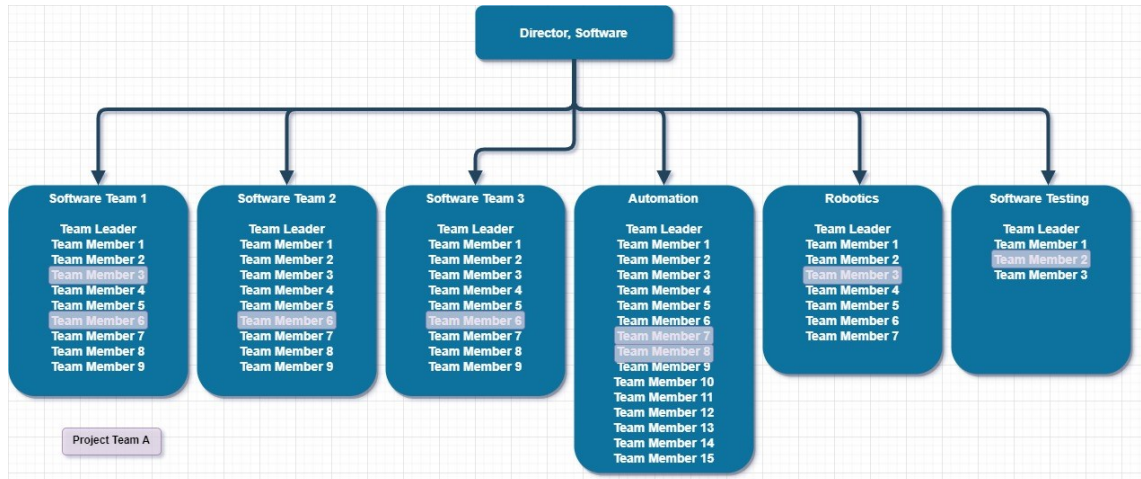 Director, Software
Software Team 1
Team Leader
Team Member 1
Team Member 2
Team Member 3
Team Member 4
Team Member 5
Team Member 6
Team Member 7
Team Member 8
Team Member 9
Software Team 2
Team Leader
Team Member 1
Team Member 2
Team Member 3
Team Member 4
Team Member 5
Team Member 6
Team Member 7
Team Member 8
Team Member 9
Software Team 3
Team Leader
Team Member 1
Team Member 2
Team Member 3
Team Member 4
Team Member 5
Team Member 6
Team Member 7
Team Member 8
Team Member 9
Automation
Team Leader
Team Member 1
Team Member 2
Team Member 3
Team Member 4
Team Member 5
Team Member 6
Team Member 7
Team Member 8
Team Member 9
Team Member 10
Team Member 11
Team Member 12
Team Member 13
Team Member 14
Team Member 15
Robotics
Team Leader
Team Member 1
Team Member 2
Team Member 3
Team Member 4
Team Member 5
Team Member 6
Team Member 7
Software Testing
Team Leader
Team Member 1
Team Member 2
Team Member 3
Project Team A